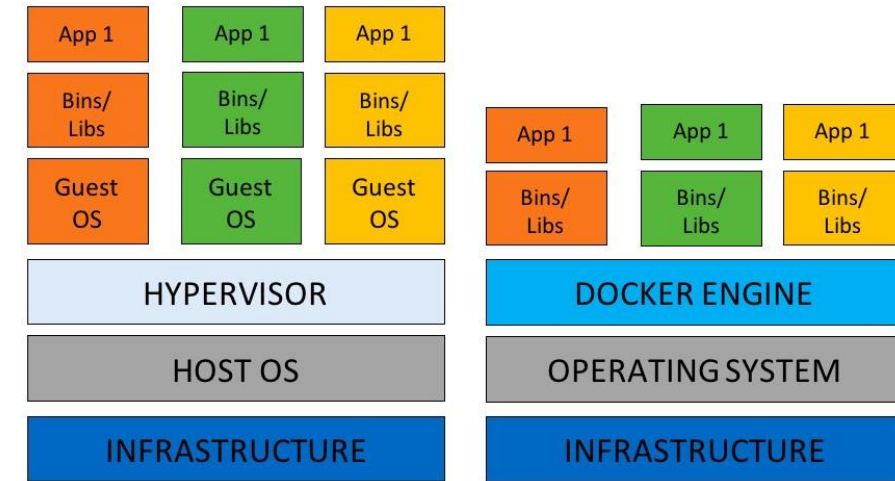 App 1
App 1
App 1
Bins/
Libs
Bins/
Libs
Bins/
Libs
Guest
OS
Guest
OS
Guest
OS
HYPERVISOR
HOST OS
INFRASTRUCTURE
App 1
App 1
App 1
Bins/
Libs
Bins/
Libs
Bins/
Libs
DOCKER ENGINE
OPERATING SYSTEM
INFRASTRUCTURE